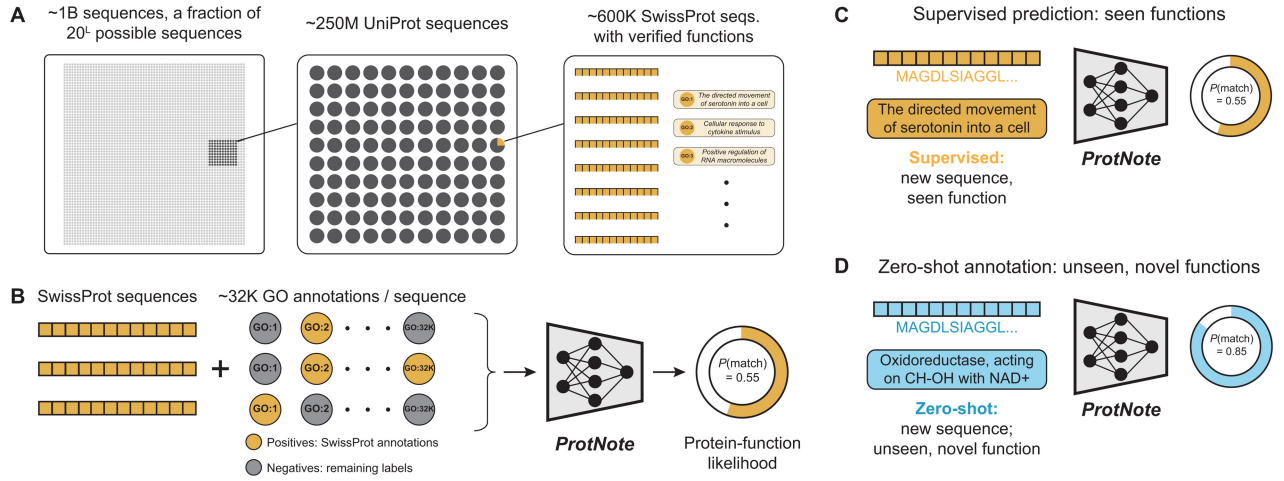 A
~1B sequences, a fraction of
20ᴸ possible sequences
~250M UniProt sequences
~600K SwissProt seqs.
with verified functions
GO:1
The directed movement
of serotonin into a cell
GO:2
Cellular response to
cytokine stimulus
GO:3
Positive regulation of
RNA macromolecules
B
SwissProt sequences
~32K GO annotations / sequence
GO:1
GO:2
GO:32K
+
GO:1
GO:2
GO:32K
GO:1
GO:2
GO:32K
Positives: SwissProt annotations
Negatives: remaining labels
ProtNote
P(match)
= 0.55
Protein-function
likelihood
C
Supervised prediction: seen functions
MAGDLSIAGGL...
The directed movement
of serotonin into a cell
Supervised:
new sequence,
seen function
ProtNote
P(match)
= 0.55
D
Zero-shot annotation: unseen, novel functions
MAGDLSIAGGL...
Oxidoreductase, acting
on CH-OH with NAD+
Zero-shot:
new sequence;
unseen, novel function
ProtNote
P(match)
= 0.85